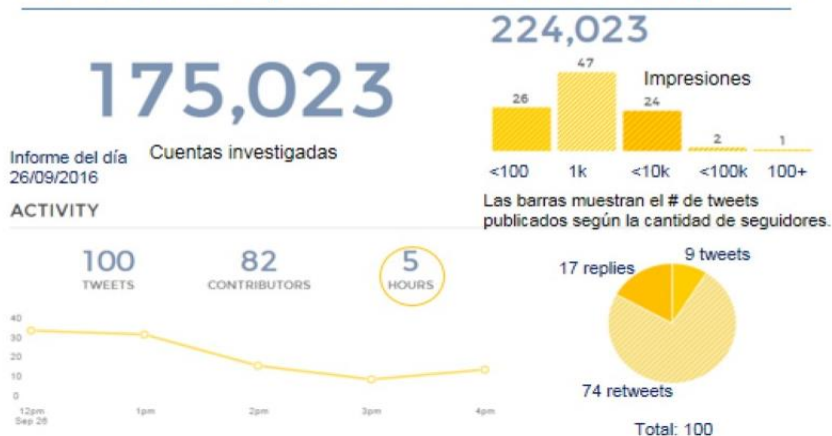 224,023
175,023
Impresiones
26
47
24
2
1
<100
1k
<10k
<100k
100+
Informe del día
26/09/2016
Cuentas investigadas
Las barras muestran el # de tweets
publicados según la cantidad de seguidores.
ACTIVITY
100
TWEETS
82
CONTRIBUTORS
5
HOURS
17 replies
9 tweets
74 retweets
Total: 100
40
30
20
10
0
12pm
Sep 26
1pm
2pm
3pm
4pm